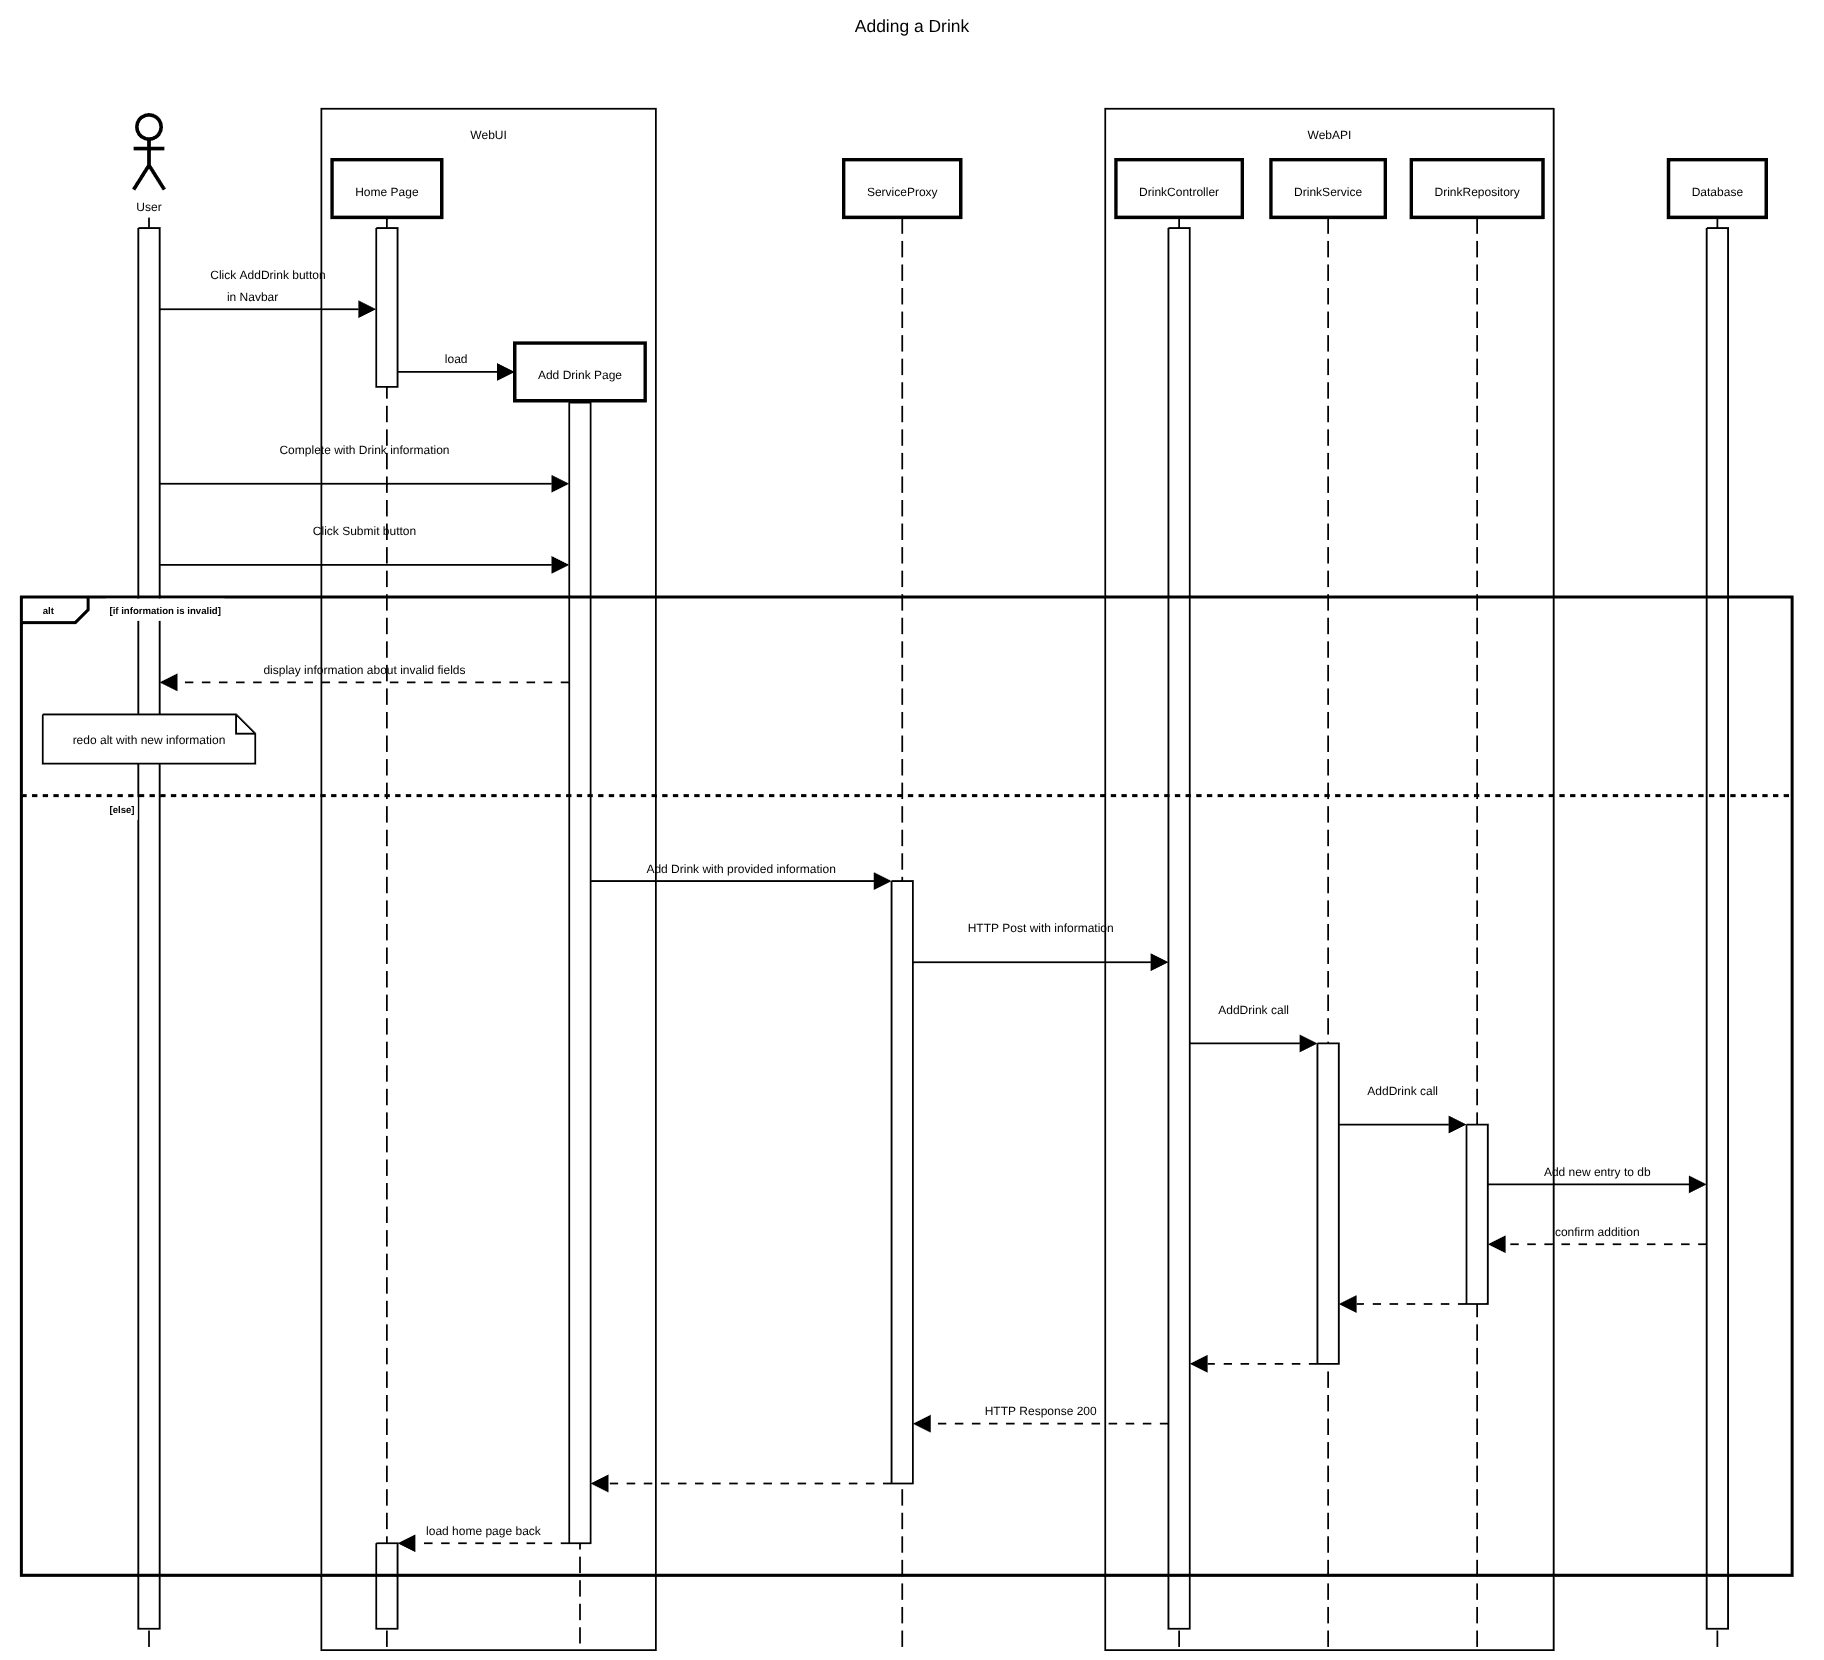 Adding a Drink
WebUI
WebAPI
User
Home Page
ServiceProxy
DrinkController
DrinkService
DrinkRepository
Database
Click AddDrink button
in Navbar
load
Add Drink Page
Complete with Drink information
Click Submit button
alt
[if information is invalid]
display information about invalid fields
redo alt with new information
[else]
Add Drink with provided information
HTTP Post with information
AddDrink call
AddDrink call
Add new entry to db
confirm addition
HTTP Response 200
load home page back